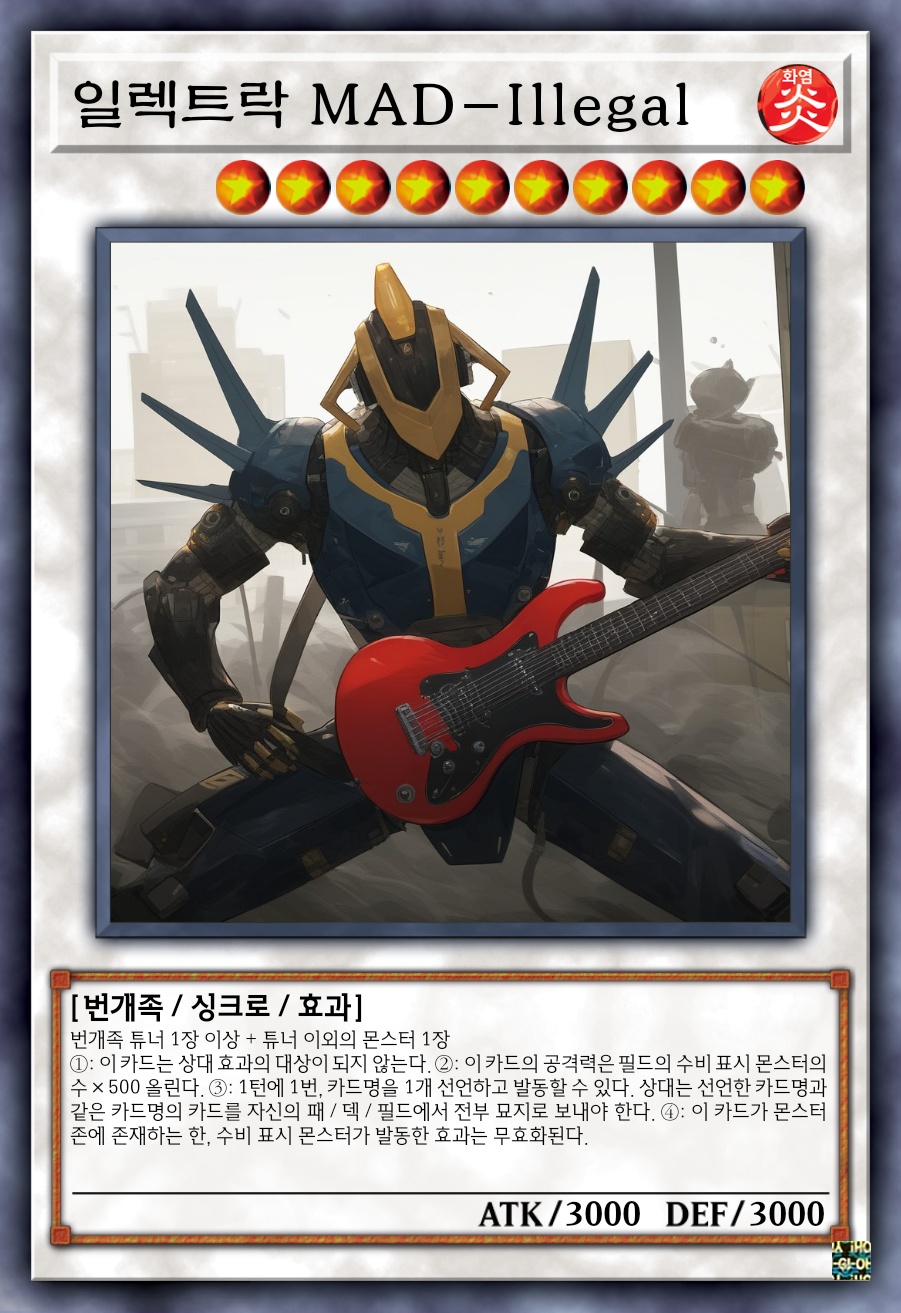 일렉트락 MAD-Illegal
화염
炎
[번개족 / 싱크로 / 효과]
번개족 튜너 1장 이상 + 튜너 이외의 몬스터 1장
①: 이 카드는 상대 효과의 대상이 되지 않는다. ②: 이 카드의 공격력은 필드의 수비 표시 몬스터의
수 × 500 올린다. ③: 1턴에 1번, 카드명을 1개 선언하고 발동할 수 있다. 상대는 선언한 카드명과
같은 카드명의 카드를 자신의 패 / 덱 / 필드에서 전부 묘지로 보내야 한다. ④: 이 카드가 몬스터
존에 존재하는 한, 수비 표시 몬스터가 발동한 효과는 무효화된다.
ATK/3000 DEF/3000